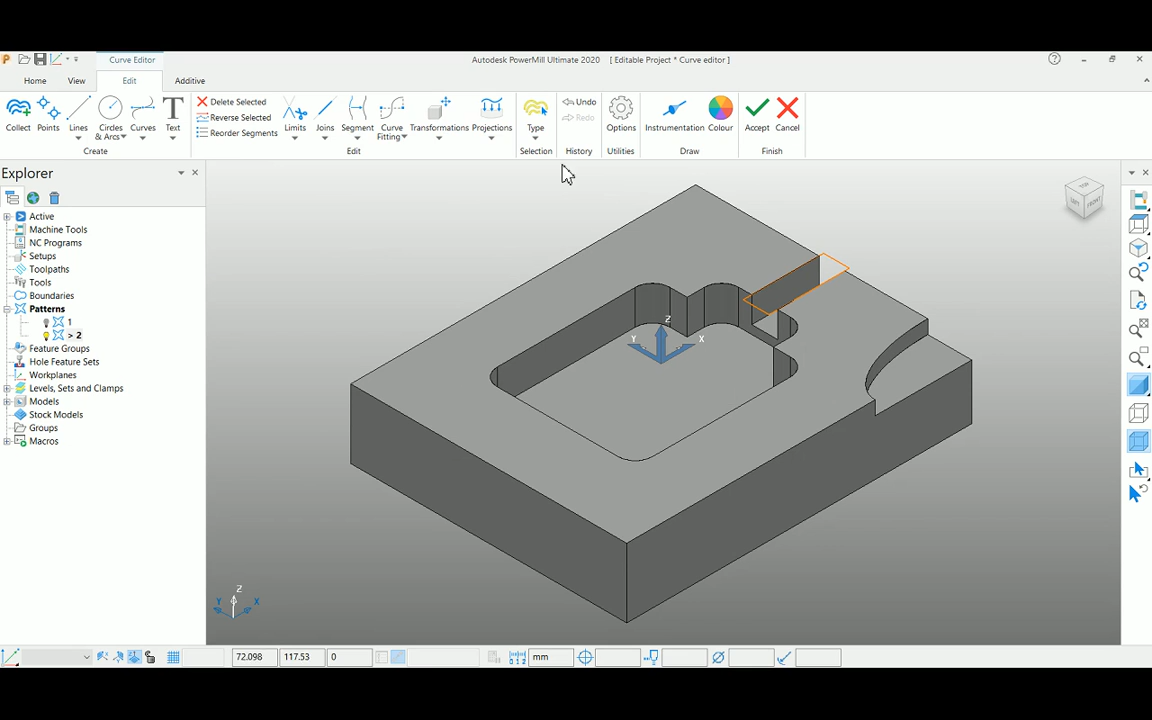 Curve Editor
Autodesk PowerMill Ultimate 2020 [ Editable Project * Curve editor ]
Home View Edit Additive
Collect Points Lines Circles & Arcs Curves Text
Delete Selected
Reverse Selected
Reorder Segments
Limits Joins Segment Curve Fitting Transformations Projections
Type
Undo
Redo
Options Instrumentation Colour Accept Cancel
Create Edit Selection History Utilities Draw Finish
Explorer
Active
Machine Tools
NC Programs
Setups
Toolpaths
Tools
Boundaries
Patterns
1
> 2
Feature Groups
Hole Feature Sets
Workplanes
Levels, Sets and Clamps
Models
Stock Models
Groups
Macros
TOP
LEFT FRONT
Z
Y X
Z
Y X
72.098 117.53 0 mm